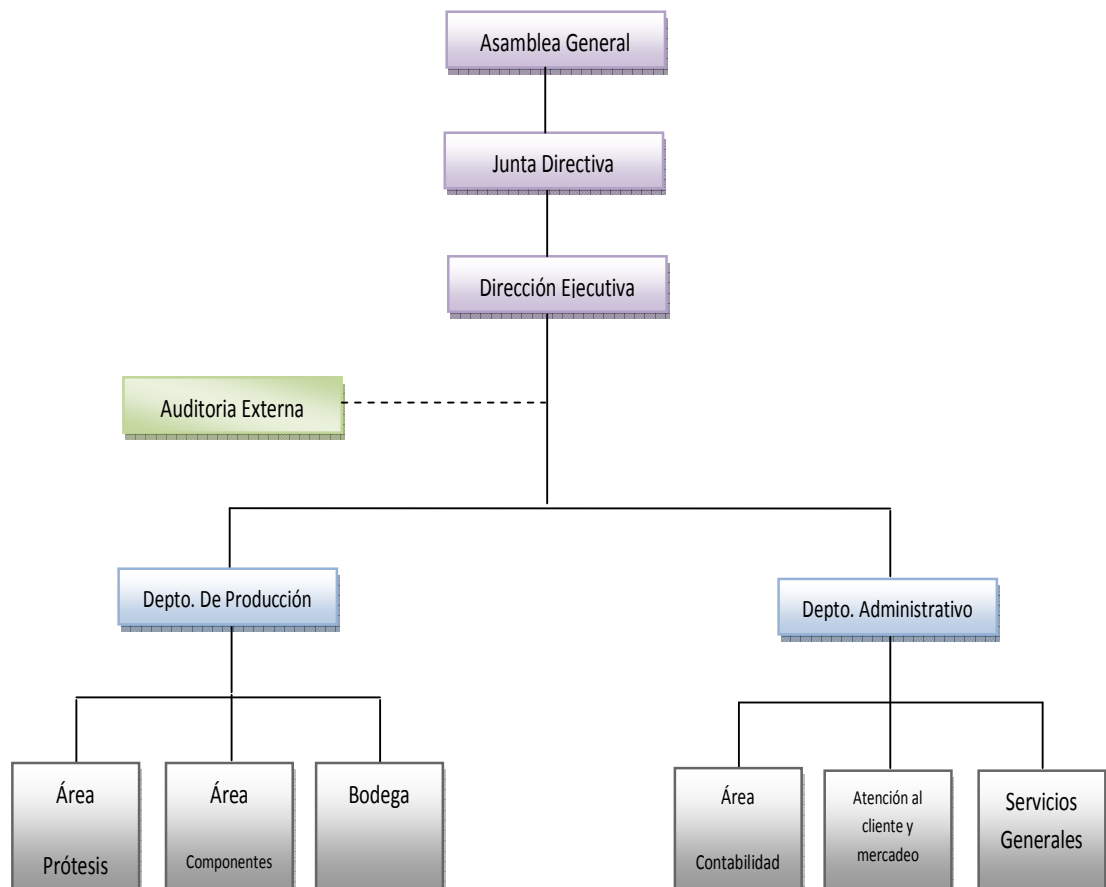 Asamblea General
Junta Directiva
Dirección Ejecutiva
Auditoria Externa
Depto. De Producción
Depto. Administrativo
Área
Prótesis
Área
Componentes
Bodega
Área
Contabilidad
Atención al
cliente y
mercadeo
Servicios
Generales